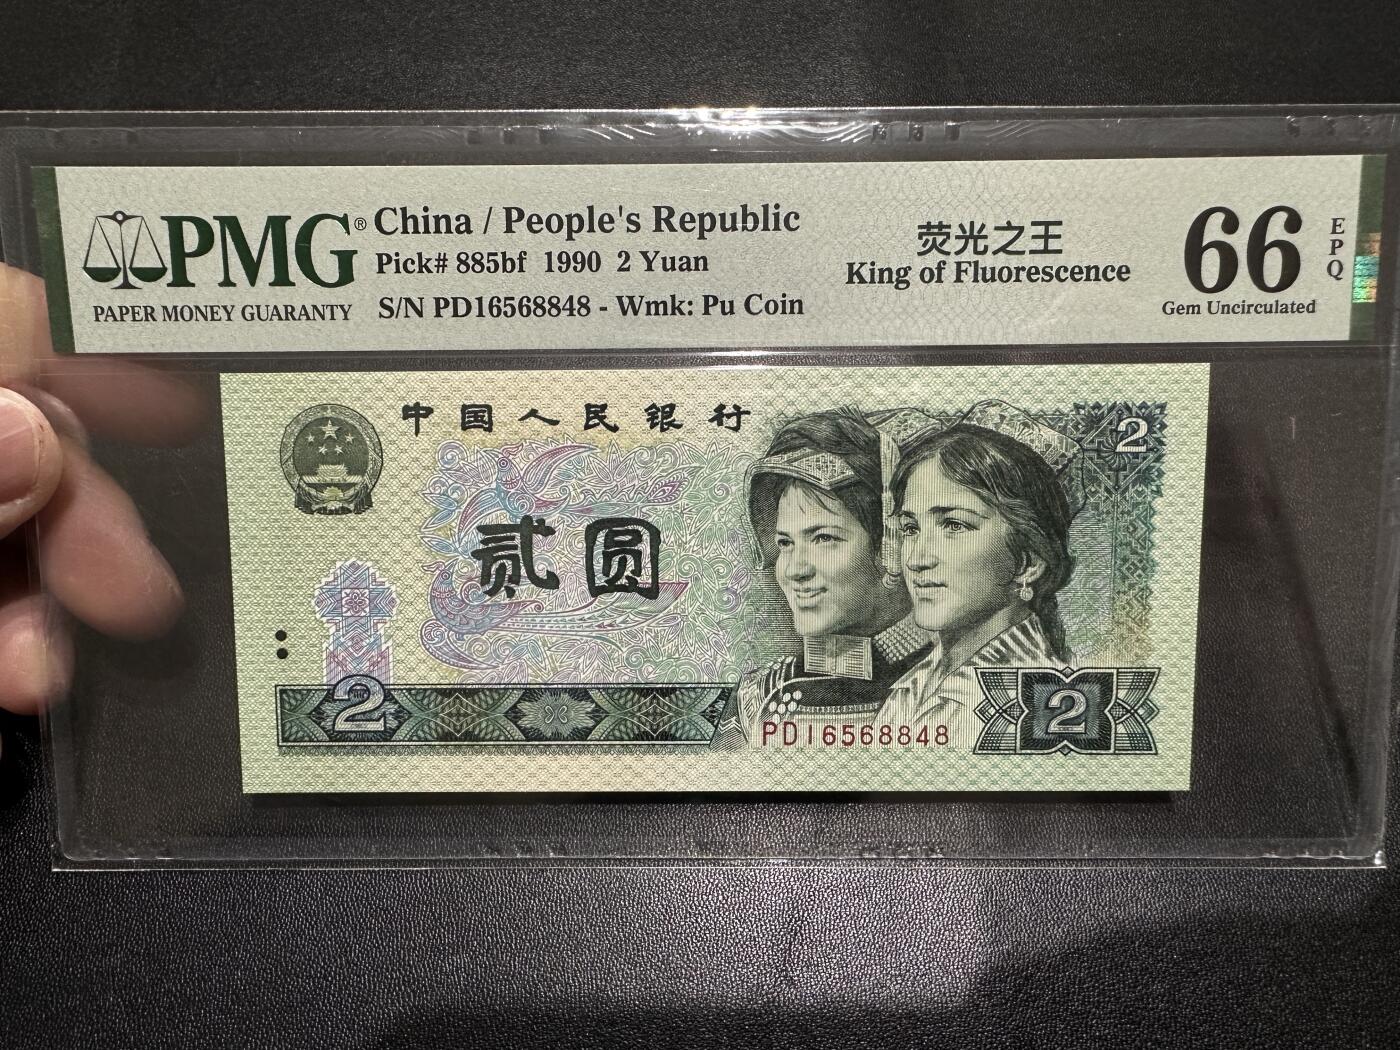 PMG®
PAPER MONEY GUARANTY
China / People's Republic
Pick# 885bf 1990 2 Yuan
S/N PD16568848 - Wmk: Pu Coin
荧光之王
King of Fluorescence
66
EPQ
Gem Uncirculated
中国人民银行
2
贰圆
2
PD16568848
2